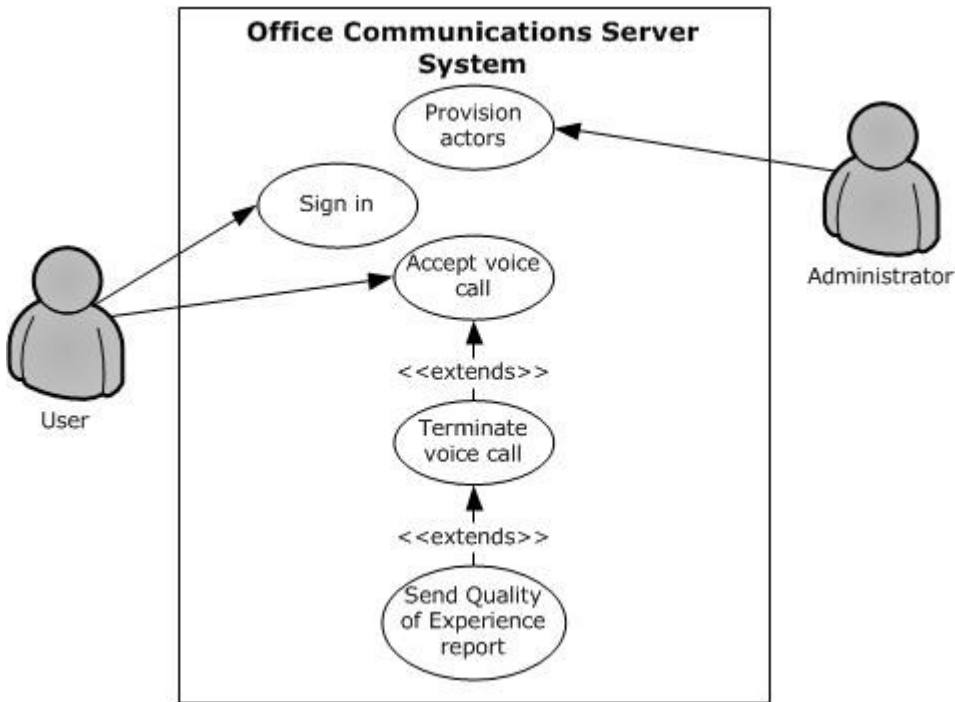 Office Communications Server
System
Provision
actors
Sign in
Accept voice
call
Administrator
<<extends>>
User
Terminate
voice call
<<extends>>
Send Quality
of Experience
report